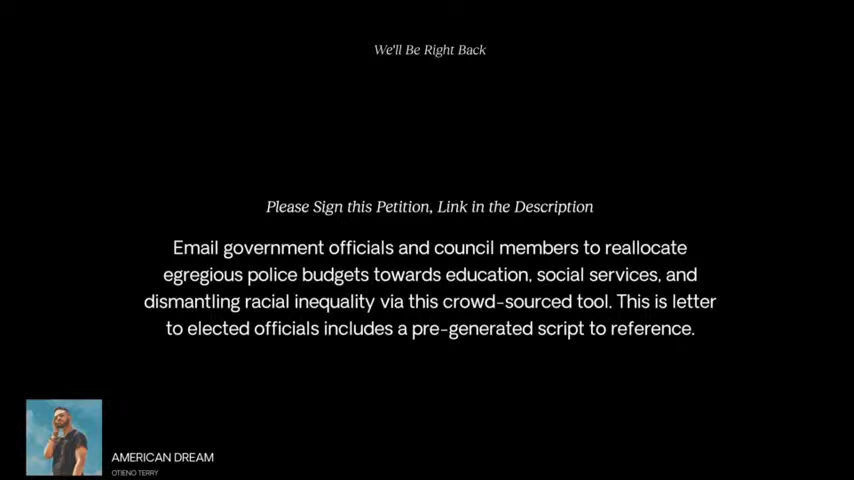 We'll Be Right Back
Please Sign this Petition, Link in the Description
Email government officials and council members to reallocate
egregious police budgets towards education, social services, and
dismantling racial inequality via this crowd-sourced tool. This is letter
to elected officials includes a pre-generated script to reference.
AMERICAN DREAM
OTIENO TERRY